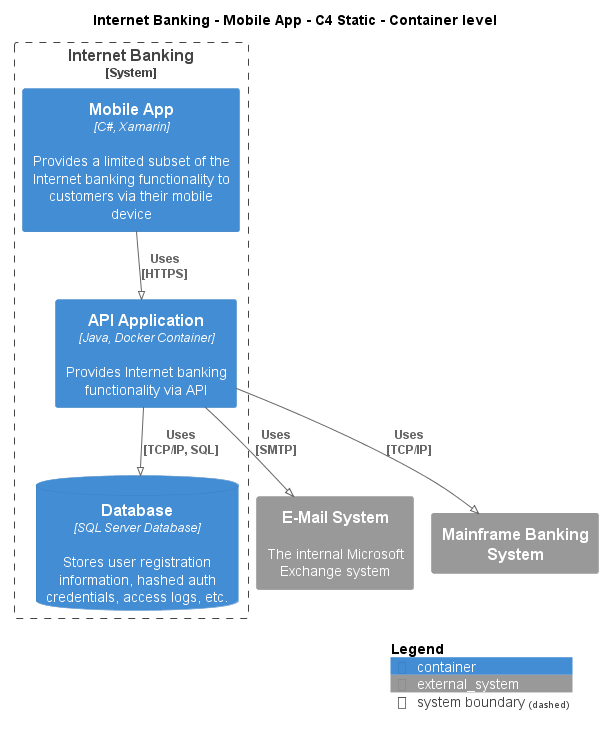 Internet Banking - Mobile App - C4 Static - Container level
Internet Banking
[System]
Mobile App
[C#, Xamarin]
Provides a limited subset of the
Internet banking functionality to
customers via their mobile
device
Uses
[HTTPS]
API Application
[Java, Docker Container]
Provides Internet banking
functionality via API
Uses
[TCP/IP, SQL]
Uses
[SMTP]
Uses
[TCP/IP]
Database
[SQL Server Database]
Stores user registration
information, hashed auth
credentials, access logs, etc.
E-Mail System
The internal Microsoft
Exchange system
Mainframe Banking
System
Legend
container
external_system
system boundary (dashed)